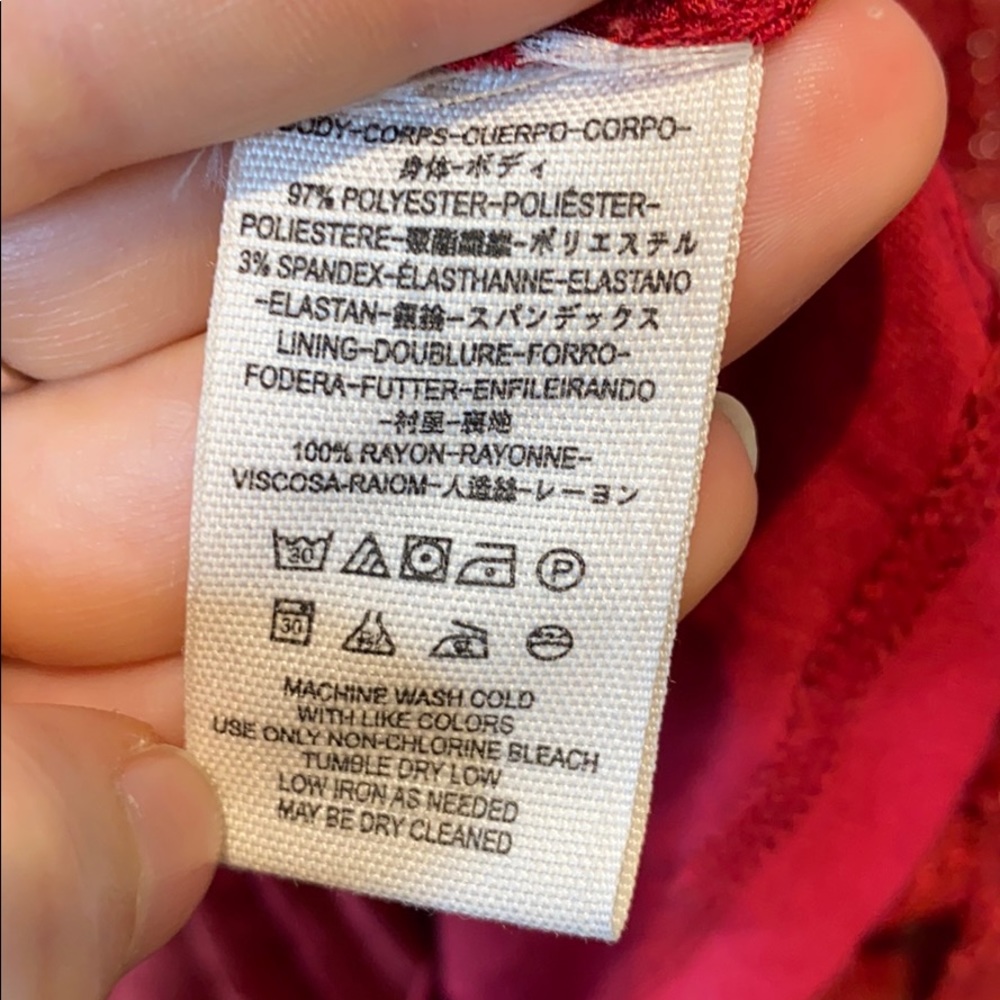 BODY-CORPS-CUERPO-CORPO-
身体-ボディ
97% POLYESTER-POLIÉSTER-
POLIESTERE-聚酯纖維-ポリエステル
3% SPANDEX-ÉLASTHANNE-ELASTANO
-ELASTAN-氨綸-スパンデックス
LINING-DOUBLURE-FORRO-
FODERA-FUTTER-ENFILEIRANDO
-衬里-裏地
100% RAYON-RAYONNE-
VISCOSA-RAIOM-人造絲-レーヨン
30 P
30
MACHINE WASH COLD
WITH LIKE COLORS
USE ONLY NON-CHLORINE BLEACH
TUMBLE DRY LOW
LOW IRON AS NEEDED
MAY BE DRY CLEANED